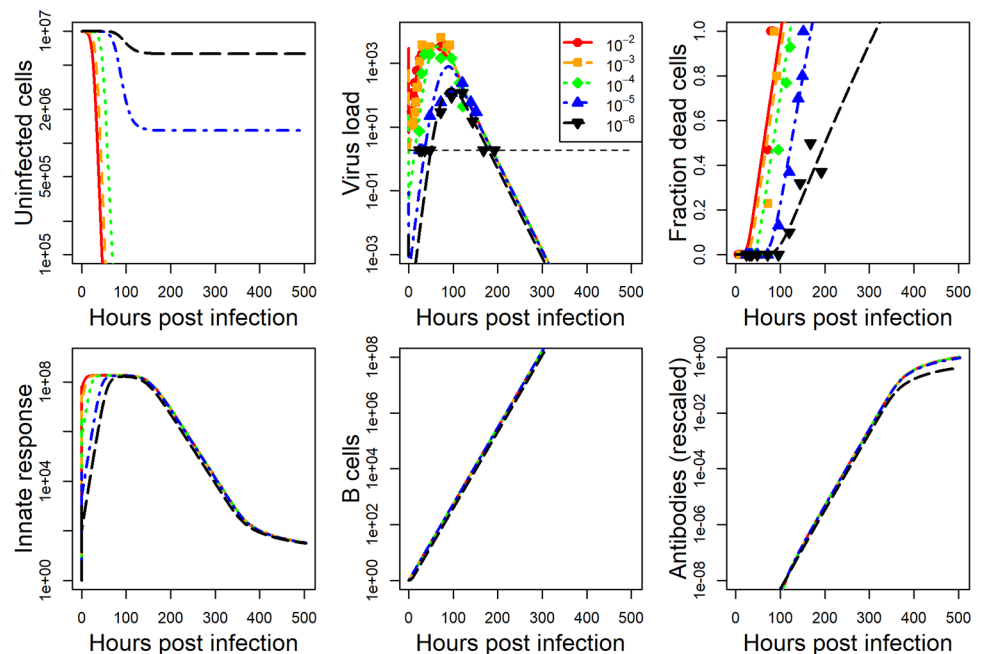 Uninfected cells
1e+05
5e+05
2e+06
1e+07
0
100
200
300
400
500
Hours post infection
Virus load
1e-03
1e-01
1e+01
1e+03
10⁻²
10⁻³
10⁻⁴
10⁻⁵
10⁻⁶
0
100
200
300
400
500
Hours post infection
Fraction dead cells
0.0
0.2
0.4
0.6
0.8
1.0
0
100
200
300
400
500
Hours post infection
Innate response
1e+00
1e+04
1e+08
0
100
200
300
400
500
Hours post infection
B cells
1e+00
1e+02
1e+04
1e+06
1e+08
0
100
200
300
400
500
Hours post infection
Antibodies (rescaled)
1e-08
1e-06
1e-04
1e-02
1e+00
0
100
200
300
400
500
Hours post infection